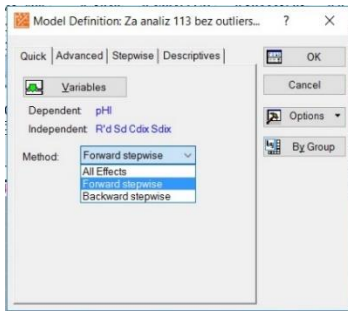 Model Definition: Za analiz 113 bez outliers... ? ×
Quick Advanced Stepwise Descriptives
Variables
Dependent: pHI
Independent: R'd Sd Cdix Sdix
Method: Forward stepwise
All Effects
Forward stepwise
Backward stepwise
OK
Cancel
Options
By Group